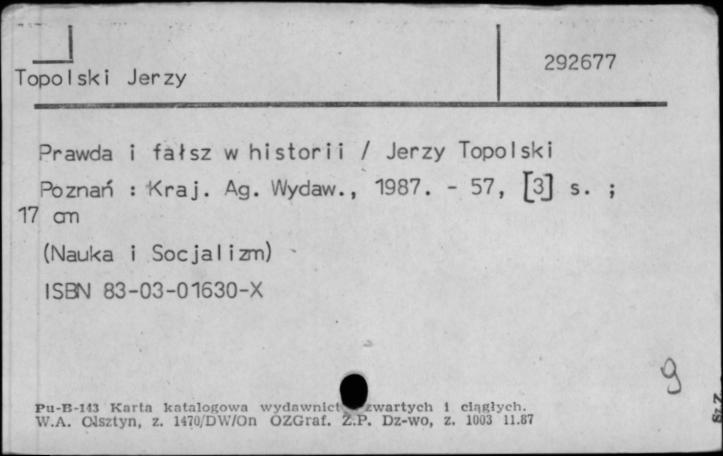 Topolski Jerzy
292677
Prawda i fałsz w historii / Jerzy Topolski
Poznań : Kraj. Ag. Wydaw., 1987. - 57, [3] s. ;
17 cm
(Nauka i Socjalizm)
ISBN 83-03-01630-X
g
Pu-B-143 Karta katalogowa wydawnict zwartych i ciągłych.
W.A. Olsztyn, z. 1470/DW/On OZGraf. Z.P. Dz-wo, z. 1003 11.87